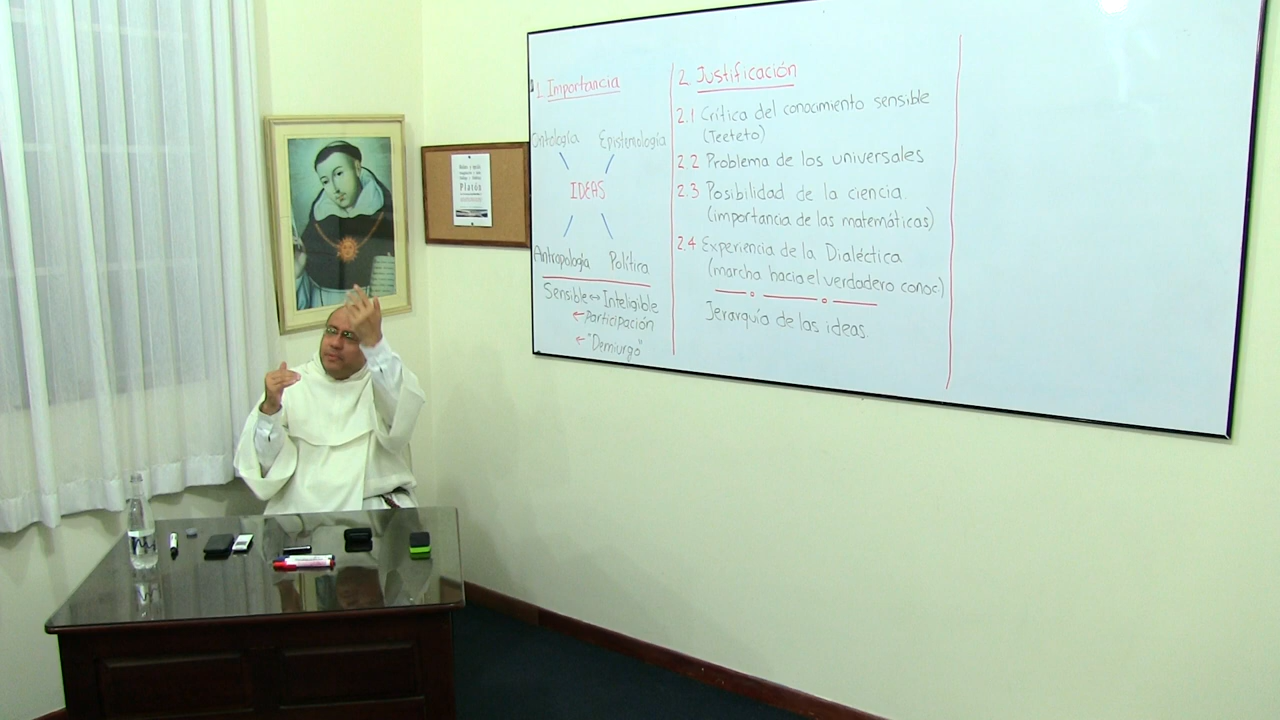 Platón
1. Importancia
Ontología Epistemología
IDEAS
Antropología Política
Sensible ↔ Inteligible
← Participación
← "Demiurgo"
2. Justificación
2.1 Crítica del conocimiento sensible
(Teeteto)
2.2 Problema de los universales
2.3 Posibilidad de la ciencia
(importancia de las matemáticas)
2.4 Experiencia de la Dialéctica
(marcha hacia el verdadero conoc)
Jerarquía de las ideas.